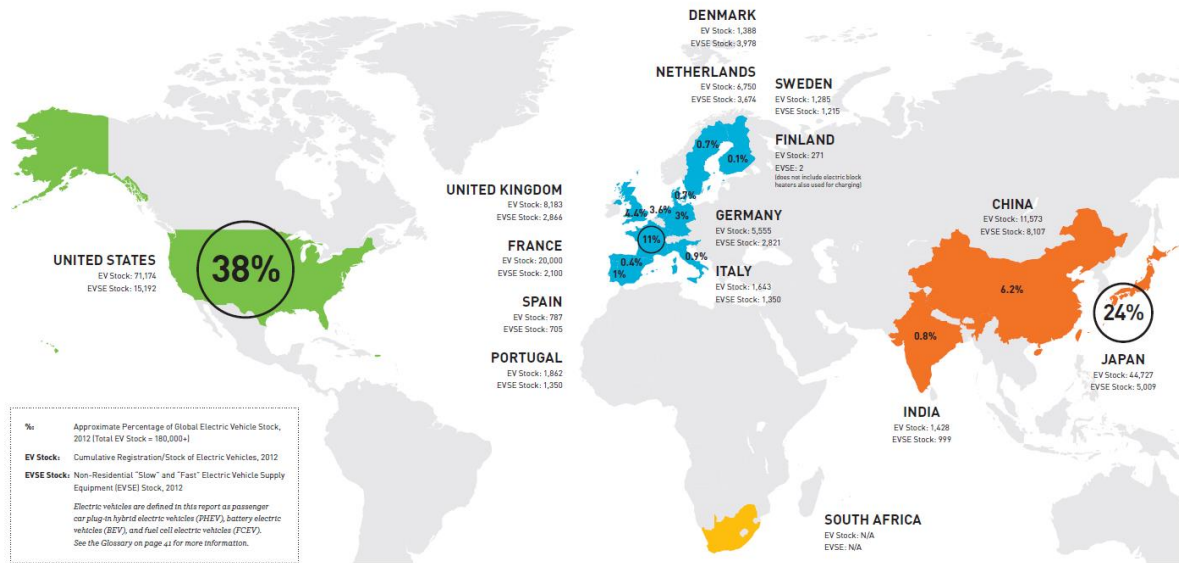 DENMARK
EV Stock: 1,388
EVSE Stock: 3,978
NETHERLANDS
EV Stock: 6,750
EVSE Stock: 3,674
SWEDEN
EV Stock: 1,285
EVSE Stock: 1,215
FINLAND
EV Stock: 271
EVSE: 2
(does not include electric block
heaters also used for charging)
0.7%
0.1%
0.7%
UNITED KINGDOM
EV Stock: 8,183
EVSE Stock: 2,866
4.4%
3.6%
3%
11%
0.4%
1%
0.9%
GERMANY
EV Stock: 5,555
EVSE Stock: 2,821
FRANCE
EV Stock: 20,000
EVSE Stock: 2,100
ITALY
EV Stock: 1,643
EVSE Stock: 1,350
SPAIN
EV Stock: 787
EVSE Stock: 705
PORTUGAL
EV Stock: 1,862
EVSE Stock: 1,350
UNITED STATES
EV Stock: 71,174
EVSE Stock: 15,192
38%
CHINA
EV Stock: 11,573
EVSE Stock: 8,107
6.2%
0.8%
24%
JAPAN
EV Stock: 44,727
EVSE Stock: 5,009
INDIA
EV Stock: 1,428
EVSE Stock: 999
SOUTH AFRICA
EV Stock: N/A
EVSE: N/A
%: Approximate Percentage of Global Electric Vehicle Stock,
2012 (Total EV Stock = 180,000+)
EV Stock: Cumulative Registration/Stock of Electric Vehicles, 2012
EVSE Stock: Non-Residential "Slow" and "Fast" Electric Vehicle Supply
Equipment (EVSE) Stock, 2012
Electric vehicles are defined in this report as passenger
car plug-in hybrid electric vehicles (PHEV), battery electric
vehicles (BEV), and fuel cell electric vehicles (FCEV).
See the Glossary on page 41 for more information.